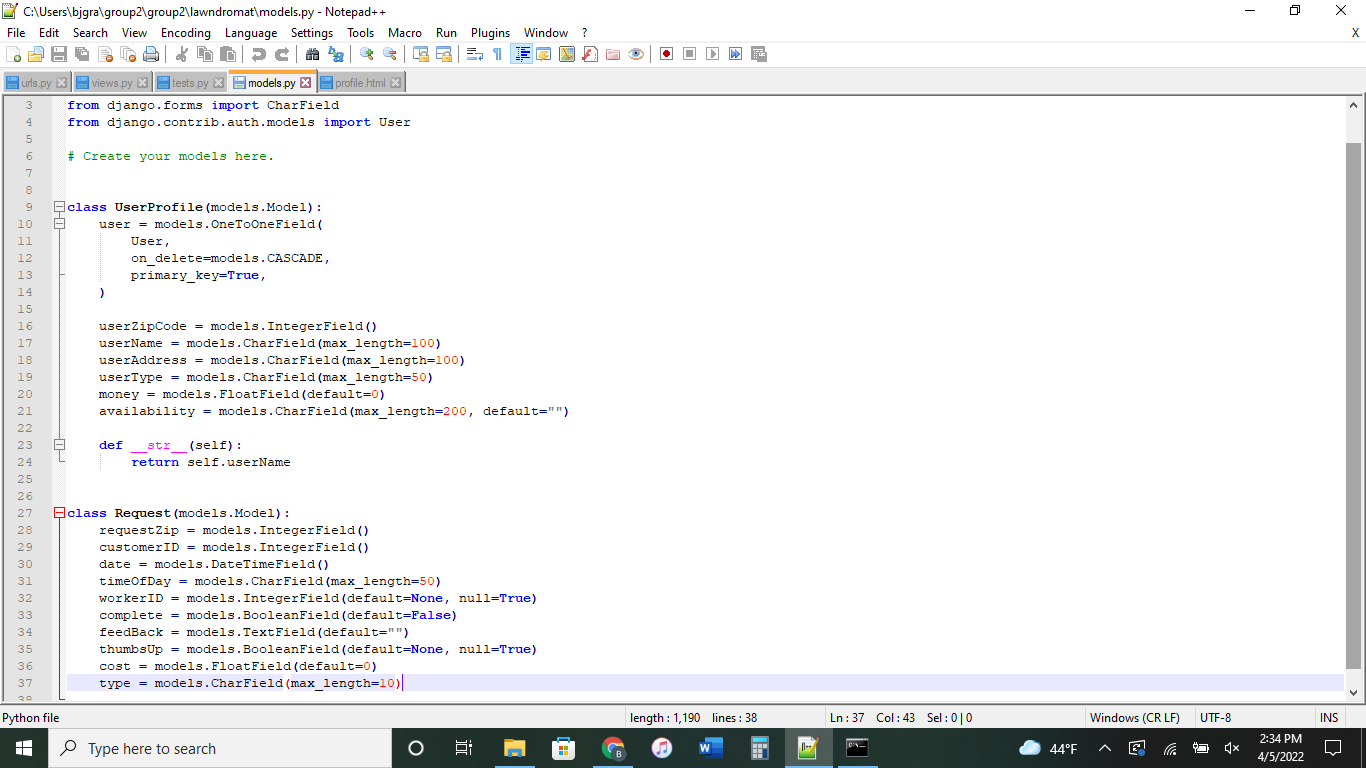 C:\Users\bjgra\group2\group2\lawndromat\models.py - Notepad++
File Edit Search View Encoding Language Settings Tools Macro Run Plugins Window ? X
urls.py views.py tests.py models.py profile.html
3 from django.forms import CharField
4 from django.contrib.auth.models import User
5
6 # Create your models here.
7
8
9 class UserProfile(models.Model):
10 user = models.OneToOneField(
11 User,
12 on_delete=models.CASCADE,
13 primary_key=True,
14 )
15
16 userZipCode = models.IntegerField()
17 userName = models.CharField(max_length=100)
18 userAddress = models.CharField(max_length=100)
19 userType = models.CharField(max_length=50)
20 money = models.FloatField(default=0)
21 availability = models.CharField(max_length=200, default="")
22
23 def __str__(self):
24 return self.userName
25
26
27 class Request(models.Model):
28 requestZip = models.IntegerField()
29 customerID = models.IntegerField()
30 date = models.DateTimeField()
31 timeOfDay = models.CharField(max_length=50)
32 workerID = models.IntegerField(default=None, null=True)
33 complete = models.BooleanField(default=False)
34 feedBack = models.TextField(default="")
35 thumbsUp = models.BooleanField(default=None, null=True)
36 cost = models.FloatField(default=0)
37 type = models.CharField(max_length=10)
38
Python file length : 1,190 lines : 38 Ln : 37 Col : 43 Sel : 0 | 0 Windows (CR LF) UTF-8 INS
Type here to search 44°F 2:34 PM
4/5/2022